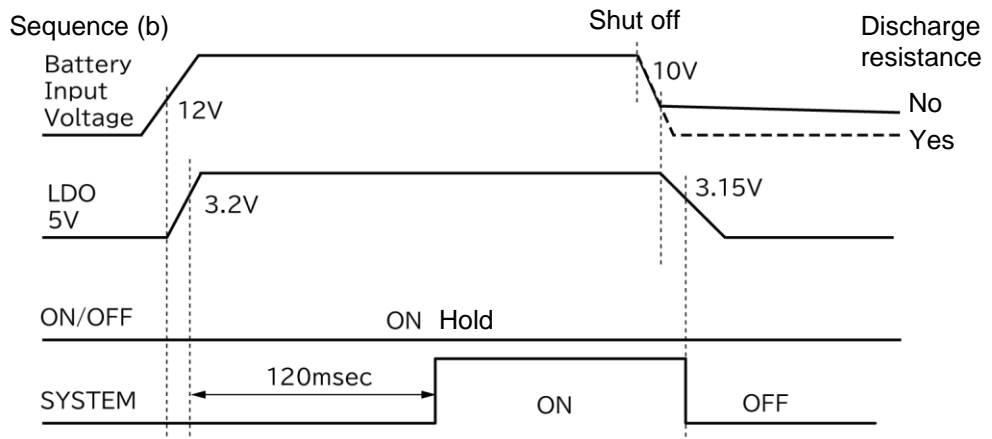 Sequence (b)
Shut off
Discharge
resistance
Battery
Input
Voltage
12V
10V
No
Yes
LDO
5V
3.2V
3.15V
ON/OFF
ON Hold
SYSTEM
120msec
ON
OFF